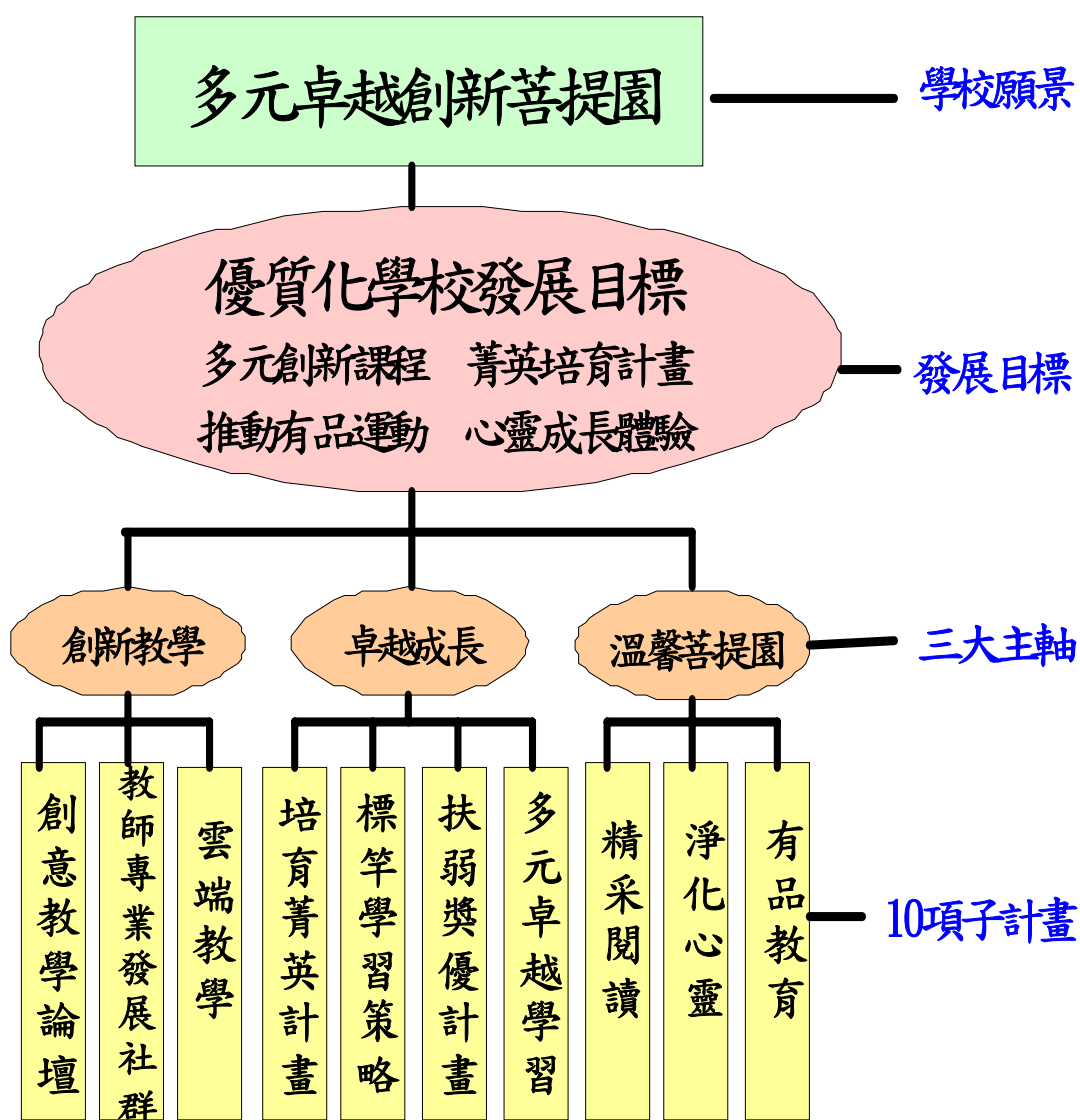 多元卓越創新菩提園
學校願景
優質化學校發展目標
多元創新課程 菁英培育計畫
推動有品運動 心靈成長體驗
發展目標
創新教學
卓越成長
溫馨菩提園
三大主軸
創意教學論壇
教師專業發展社群
雲端教學
培育菁英計畫
標竿學習策略
扶弱獎優計畫
多元卓越學習
精采閱讀
淨化心靈
有品教育
10項子計畫